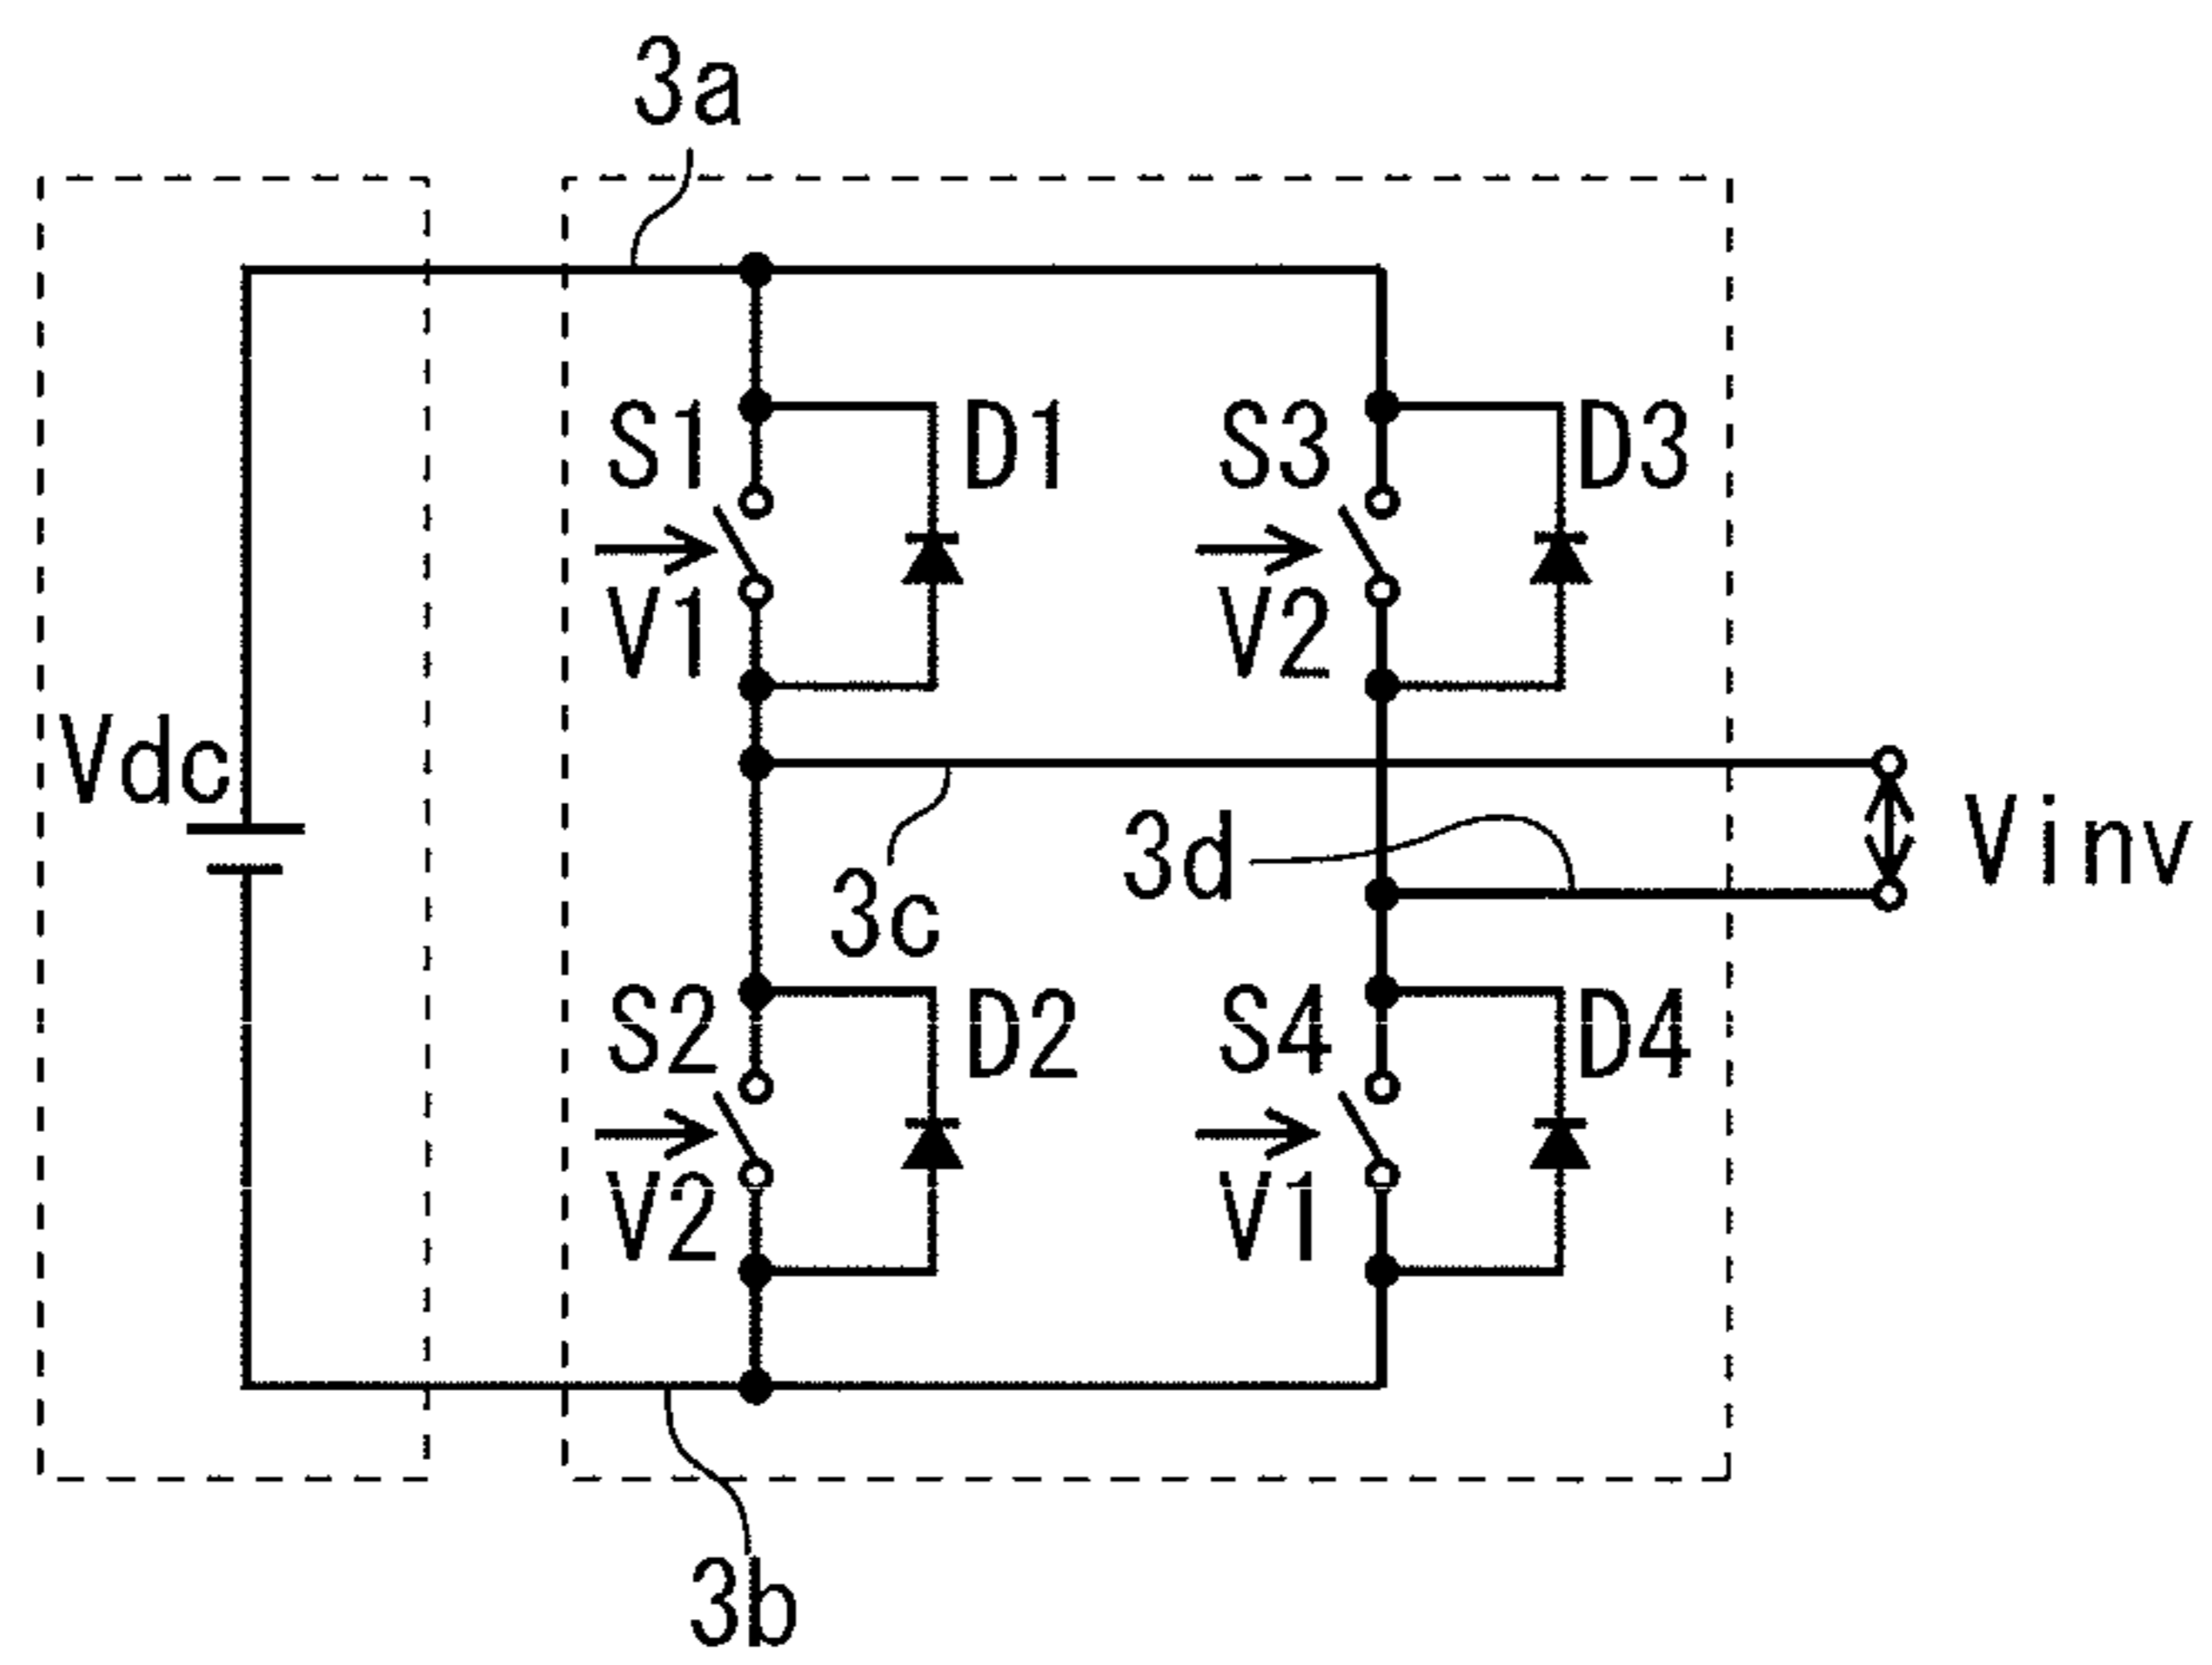 3a
S1 D1 S3 D3
V1 V2
Vdc
3d Vinv
3c
S2 D2 S4 D4
V2 V1
3b